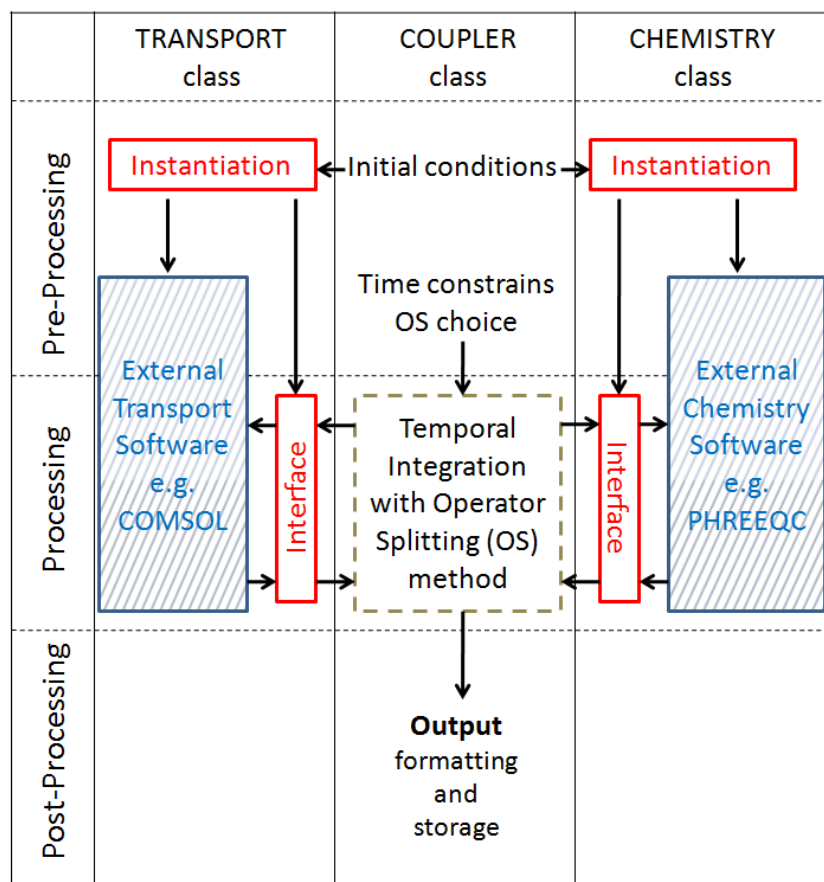 TRANSPORT
class
COUPLER
class
CHEMISTRY
class
Pre-Processing
Instantiation
Initial conditions
Instantiation
Time constrains
OS choice
Processing
External
Transport
Software
e.g.
COMSOL
Interface
Temporal
Integration
with Operator
Splitting (OS)
method
Interface
External
Chemistry
Software
e.g.
PHREEQC
Post-Processing
Output
formatting
and
storage